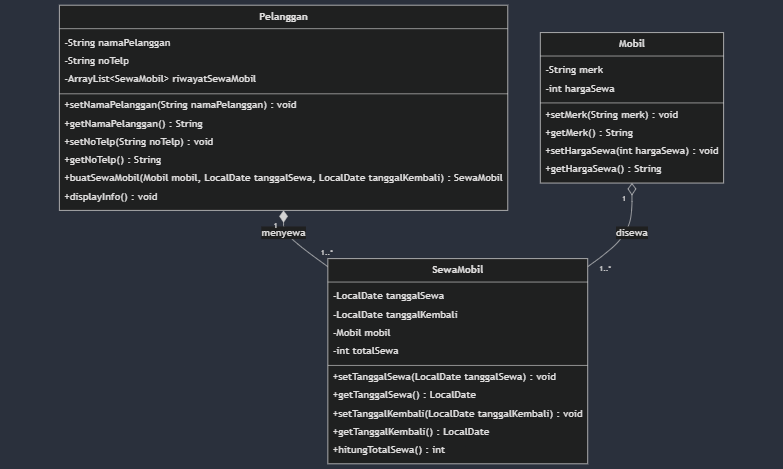 Pelanggan
-String namaPelanggan
-String noTelp
-ArrayList<SewaMobil> riwayatSewaMobil
+setNamaPelanggan(String namaPelanggan) : void
+getNamaPelanggan() : String
+setNoTelp(String noTelp) : void
+getNoTelp() : String
+buatSewaMobil(Mobil mobil, LocalDate tanggalSewa, LocalDate tanggalKembali) : SewaMobil
+displayInfo() : void
Mobil
-String merk
-int hargaSewa
+setMerk(String merk) : void
+getMerk() : String
+setHargaSewa(int hargaSewa) : void
+getHargaSewa() : String
1
menyewa
1..*
1
disewa
1..*
SewaMobil
-LocalDate tanggalSewa
-LocalDate tanggalKembali
-Mobil mobil
-int totalSewa
+setTanggalSewa(LocalDate tanggalSewa) : void
+getTanggalSewa() : LocalDate
+setTanggalKembali(LocalDate tanggalKembali) : void
+getTanggalKembali() : LocalDate
+hitungTotalSewa() : int